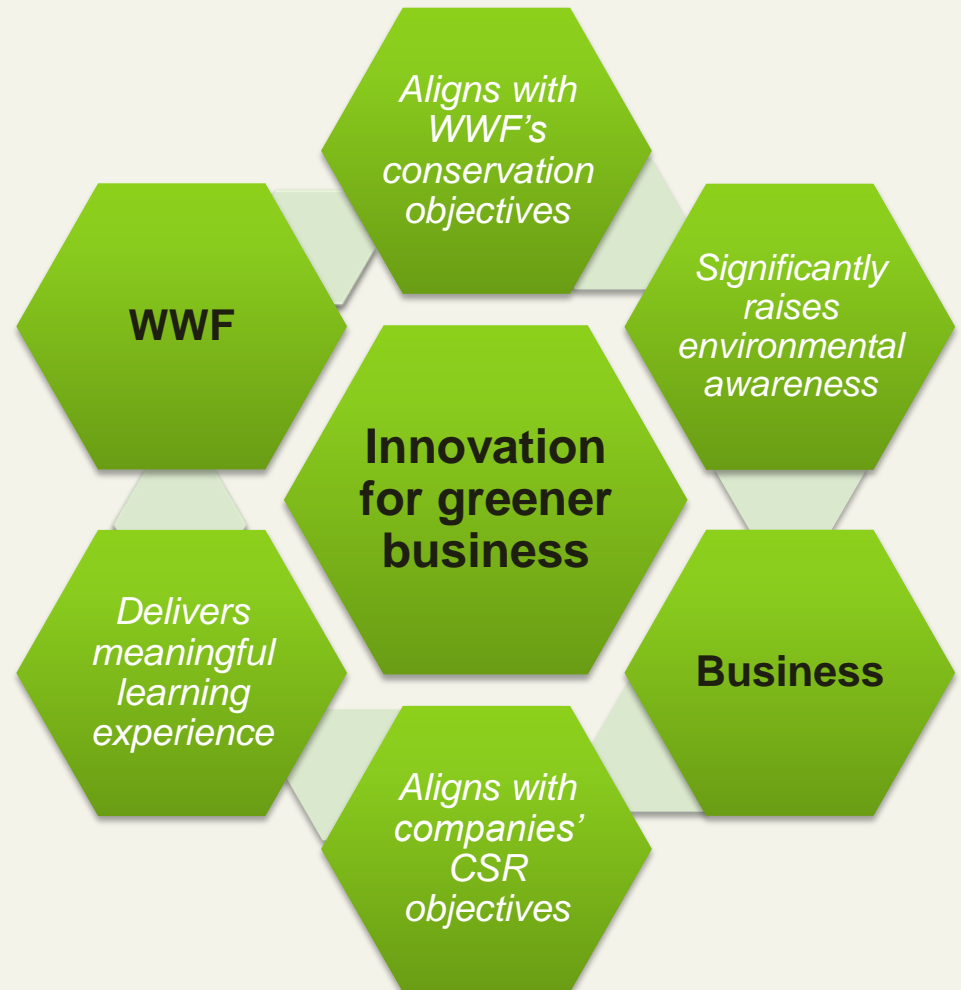 Aligns with
WWF’s
conservation
objectives
Significantly
raises
environmental
awareness
WWF
Innovation
for greener
business
Business
Delivers
meaningful
learning
experience
Aligns with
companies’
CSR
objectives